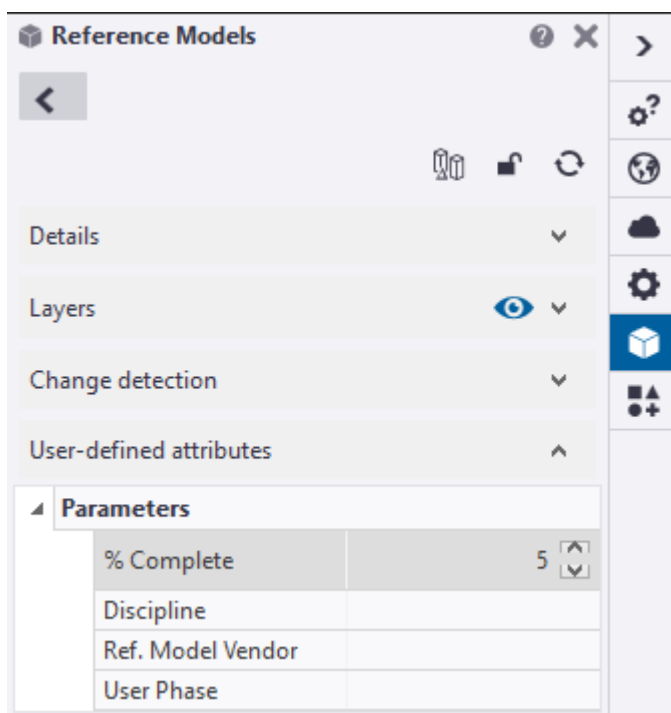 Reference Models
Details
Layers
Change detection
User-defined attributes
Parameters
% Complete 5
Discipline
Ref. Model Vendor
User Phase